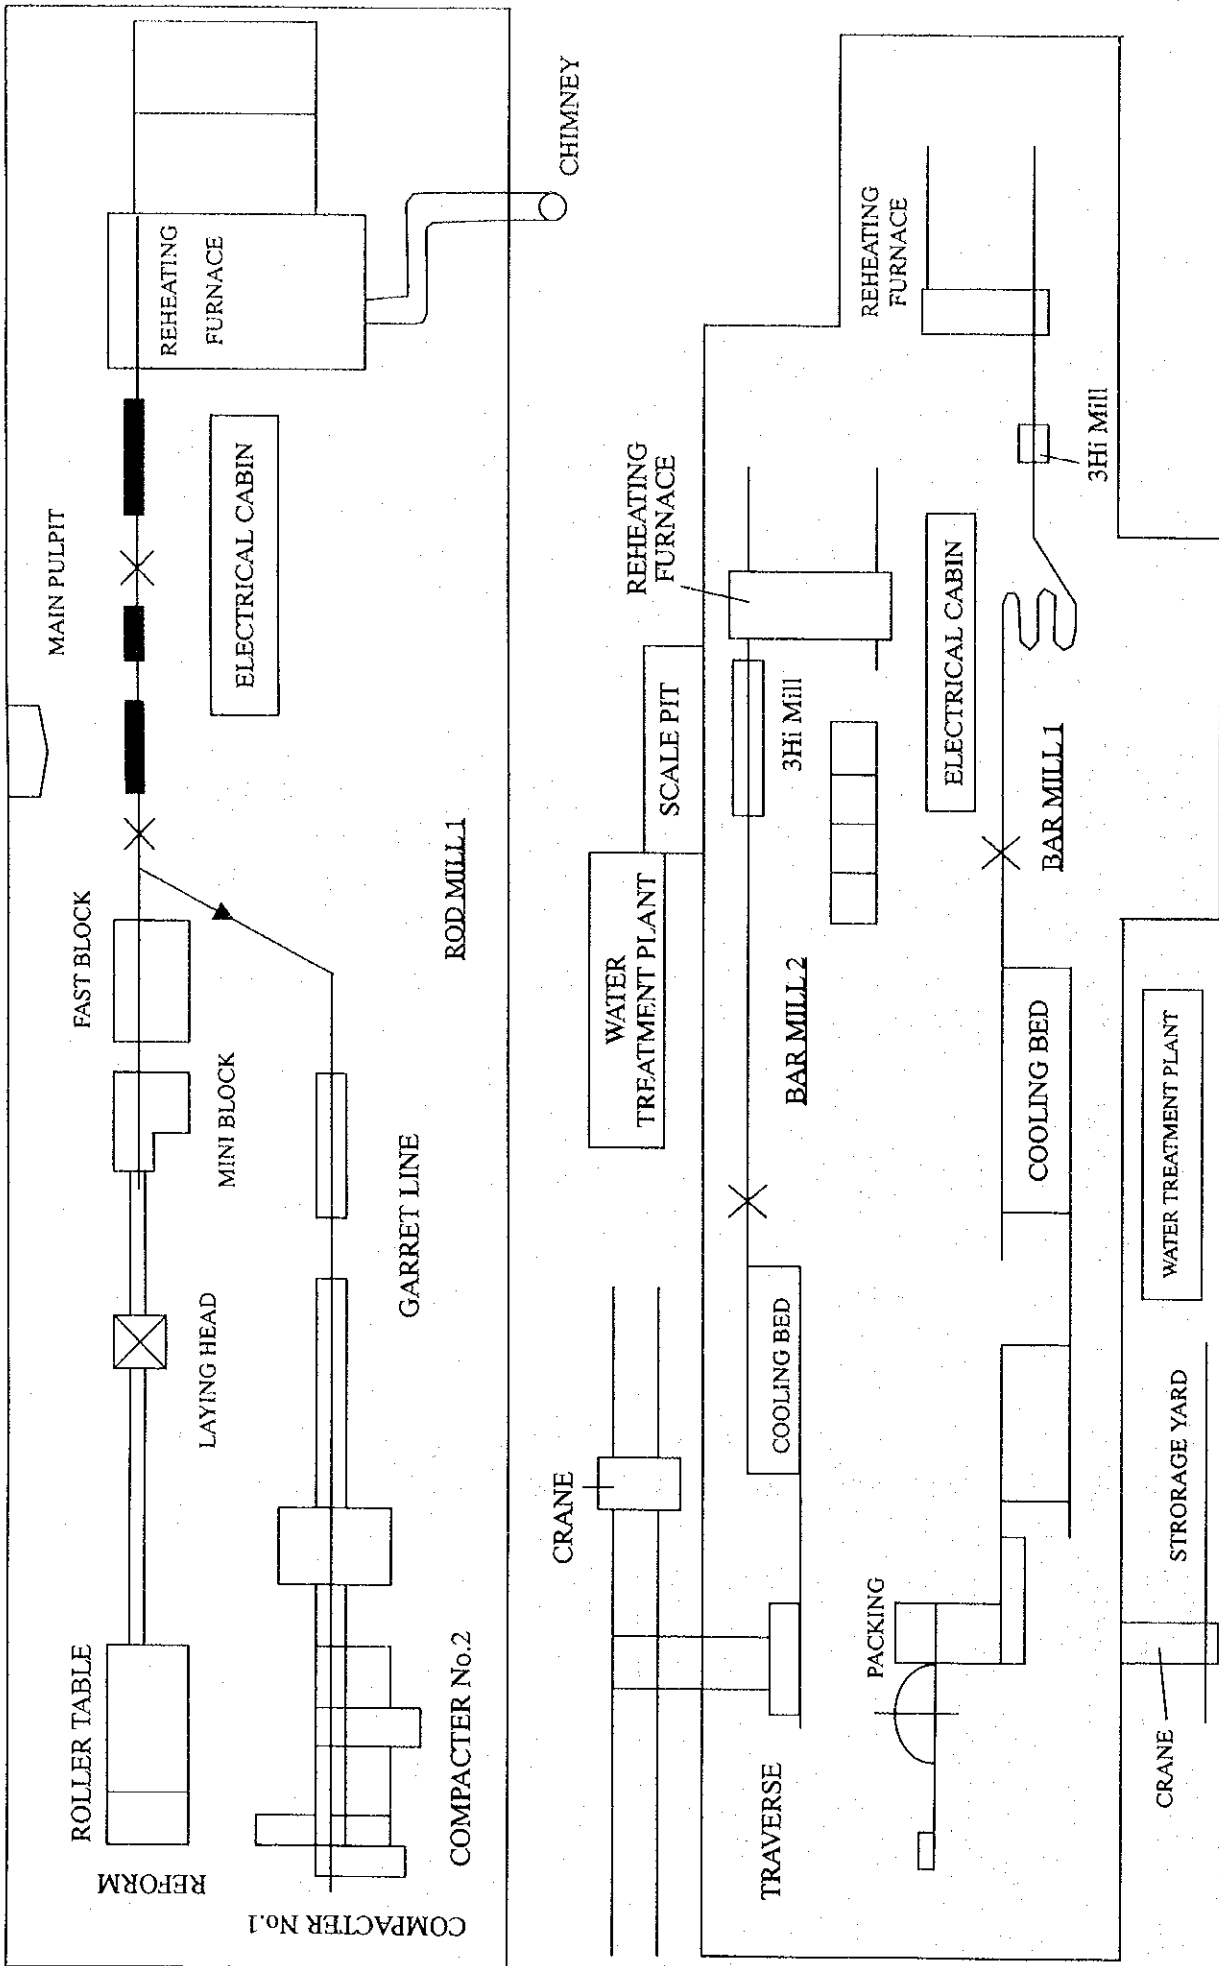 CHIMNEY
REHEATING
FURNACE
MAIN PULPIT
ELECTRICAL CABIN
FAST BLOCK
MINI BLOCK
ROD MILL 1
LAYING HEAD
GARRET LINE
ROLLER TABLE
REFORM
COMPACTER No.2
COMPACTER No.1
REHEATING
FURNACE
3Hi Mill
REHEATING
FURNACE
ELECTRICAL CABIN
SCALE PIT
3Hi Mill
WATER
TREATMENT PLANT
BAR MILL 2
BAR MILL 1
COOLING BED
WATER TREATMENT PLANT
COOLING BED
CRANE
STRORAGE YARD
PACKING
TRAVERSE
CRANE